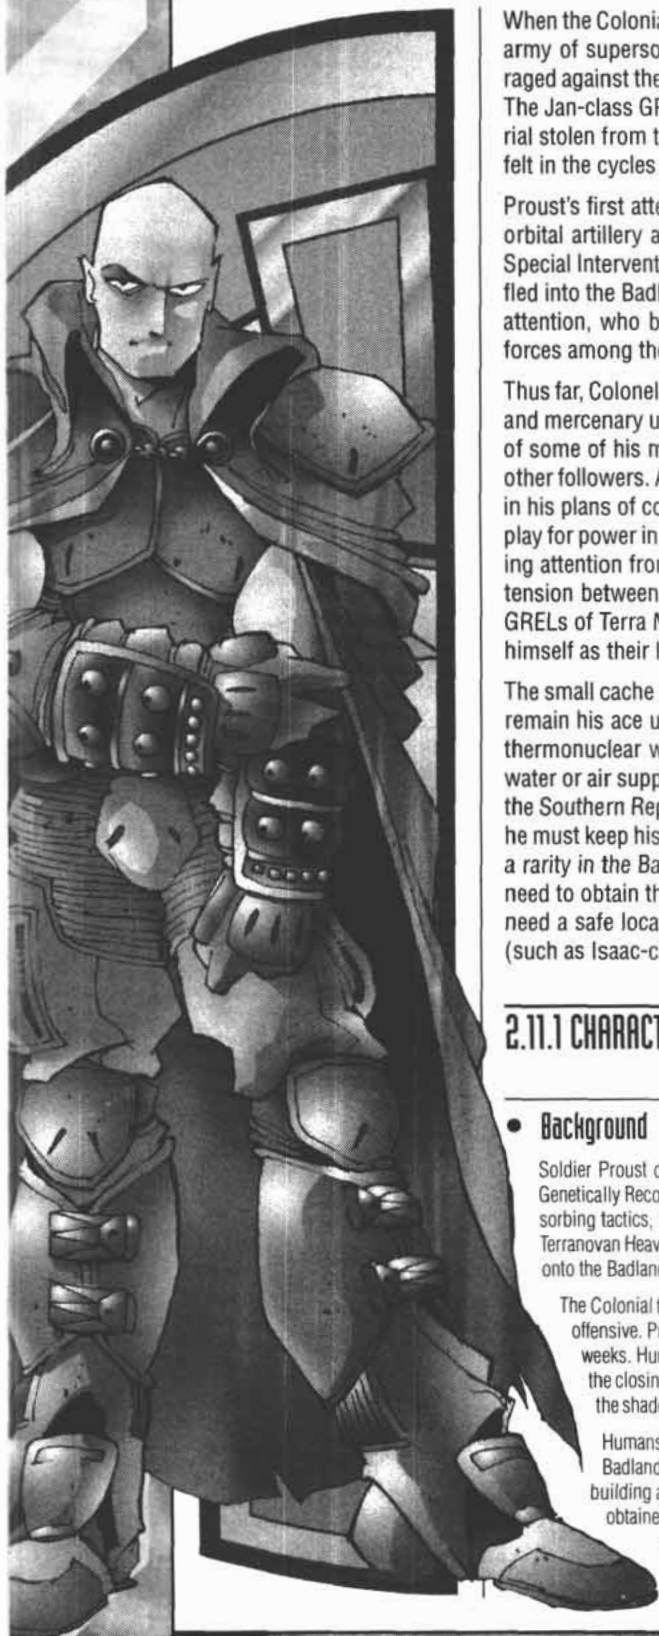 When the Colonia
army of superso
raged against the
The Jan-class GF
rial stolen from t
felt in the cycles
Proust's first atte
orbital artillery a
Special Intervent
fled into the Badl
attention, who b
forces among the
Thus far, Colonel
and mercenary u
of some of his m
other followers. A
in his plans of co
play for power in
ing attention from
tension between
GRELs of Terra N
himself as their l
The small cache
remain his ace u
thermonuclear w
water or air supp
the Southern Rep
he must keep his
a rarity in the Ba
need to obtain th
need a safe loca
(such as Isaac-c
2.11.1 CHARACT
• Background
Soldier Proust c
Genetically Reco
sorbing tactics,
Terranovan Heav
onto the Badlan
The Colonial f
offensive. Pr
weeks. Hur
the closin
the shad
Humans
Badland
building a
obtaine